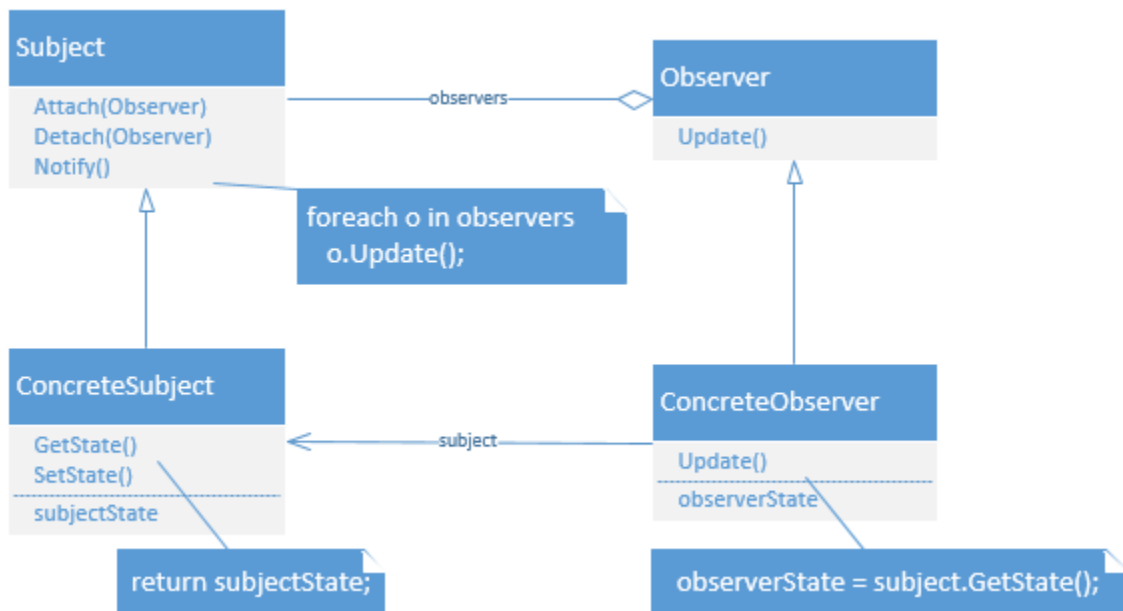 Subject
Attach(Observer)
Detach(Observer)
Notify()
observers
Observer
Update()
foreach o in observers
o.Update();
ConcreteSubject
GetState()
SetState()
subjectState
return subjectState;
subject
ConcreteObserver
Update()
observerState
observerState = subject.GetState();